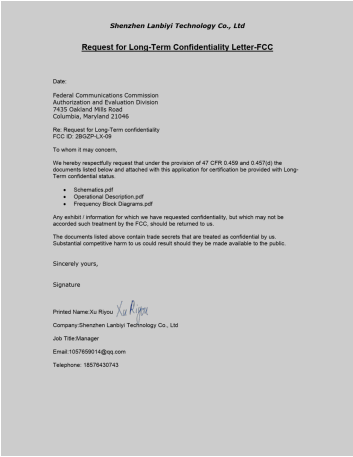 Shenzhen Lanbiyi Technology Co., Ltd
Request for Long-Term Confidentiality Letter-FCC
Date:
Federal Communications Commission
Authorization and Evaluation Division
7435 Oakland Mills Road
Columbia, Maryland 21046
Re: Request for Long-Term confidentiality
FCC ID: 2BGZP-LX-09
To whom it may concern,
We hereby respectfully request that under the provision of 47 CFR 0.459 and 0.457(d) the
documents listed below and attached with this application for certification be provided with Long-
Term confidential status.
• Schematics.pdf
• Operational Description.pdf
• Frequency Block Diagrams.pdf
Any exhibit / information for which we have requested confidentiality, but which may not be
accorded such treatment by the FCC, should be returned to us.
The documents listed above contain trade secrets that are treated as confidential by us.
Substantial competitive harm to us could result should they be made available to the public.
Sincerely yours,
Signature
Printed Name:Xu Riyou Xu Riyou
Company:Shenzhen Lanbiyi Technology Co., Ltd
Job Title:Manager
Email:1057659014@qq.com
Telephone: 18576430743